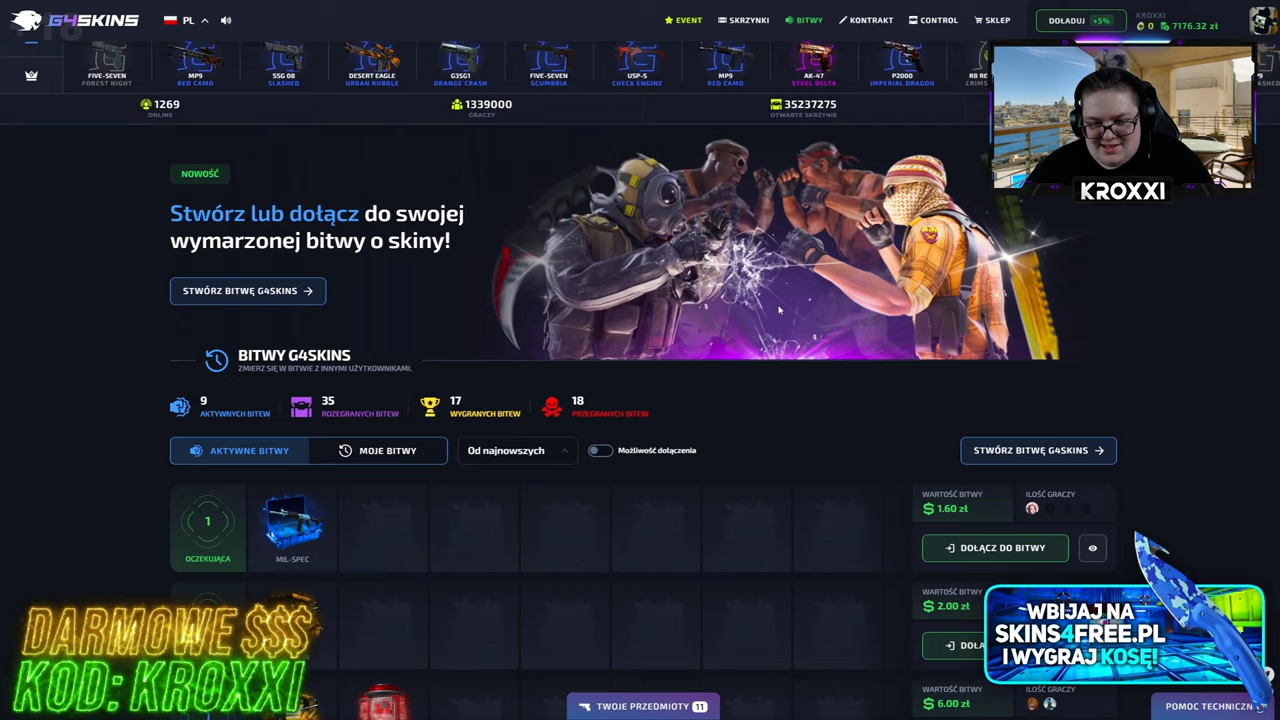 G4SKINS
PL
EVENT
SKRZYNKI
BITWY
KONTRAKT
CONTROL
SKLEP
DOŁADUJ +5%
KROXXI
0 7176.32 zł
FIVE-SEVEN
FOREST NIGHT
MP9
RED CAMO
SSG 08
SLASHED
DESERT EAGLE
URBAN RUBBLE
G3SG1
ORANGE CRASH
FIVE-SEVEN
SCUMBRIA
USP-S
CHECK ENGINE
MP9
RED CAMO
AK-47
STEEL DELTA
P2000
IMPERIAL DRAGON
1269
ONLINE
1339000
GRACZY
35237275
OTWARTE SKRZYNIE
KROXXI
NOWOŚĆ
Stwórz lub dołącz do swojej
wymarzonej bitwy o skiny!
STWÓRZ BITWĘ G4SKINS
BITWY G4SKINS
ZMIERZ SIĘ W BITWIE Z INNYMI UŻYTKOWNIKAMI.
9
AKTYWNYCH BITEW
35
ROZEGRANYCH BITEW
17
WYGRANYCH BITEW
18
PRZEGRANYCH BITEW
AKTYWNE BITWY
MOJE BITWY
Od najnowszych
Możliwość dołączenia
STWÓRZ BITWĘ G4SKINS
1
OCZEKUJĄCA
MIL-SPEC
WARTOŚĆ BITWY
1.60 zł
ILOŚĆ GRACZY
DOŁĄCZ DO BITWY
WARTOŚĆ B
2.00 zł
DOŁĄ
WARTOŚĆ BITWY
6.00 zł
ILOŚĆ GRACZY
DARMOWE $$$
KOD: KROXXI
WBIJAJ NA
SKINS4FREE.PL
I WYGRAJ KOSĘ!
TWOJE PRZEDMIOTY 11
POMOC TECHNICZN